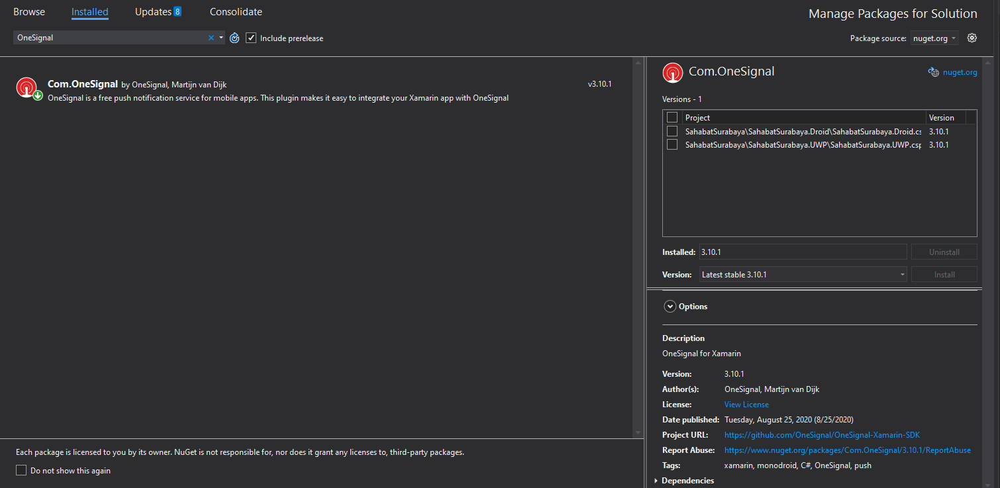 Browse Installed Updates 8 Consolidate Manage Packages for Solution
OneSignal Include prerelease Package source: nuget.org
Com.OneSignal by OneSignal, Martijn van Dijk v3.10.1
OneSignal is a free push notification service for mobile apps. This plugin makes it easy to integrate your Xamarin app with OneSignal
Com.OneSignal nuget.org
Versions - 1
Project Version
SahabatSurabaya\SahabatSurabaya.Droid\SahabatSurabaya.Droid.cs 3.10.1
SahabatSurabaya\SahabatSurabaya.UWP\SahabatSurabaya.UWP.csp 3.10.1
Installed: 3.10.1 Uninstall
Version: Latest stable 3.10.1 Install
Options
Description
OneSignal for Xamarin
Version: 3.10.1
Author(s): OneSignal, Martijn van Dijk
License: View License
Date published: Tuesday, August 25, 2020 (8/25/2020)
Project URL: https://github.com/OneSignal/OneSignal-Xamarin-SDK
Report Abuse: https://www.nuget.org/packages/Com.OneSignal/3.10.1/ReportAbuse
Tags: xamarin, monodroid, C#, OneSignal, push
Dependencies
Each package is licensed to you by its owner. NuGet is not responsible for, nor does it grant any licenses to, third-party packages.
Do not show this again